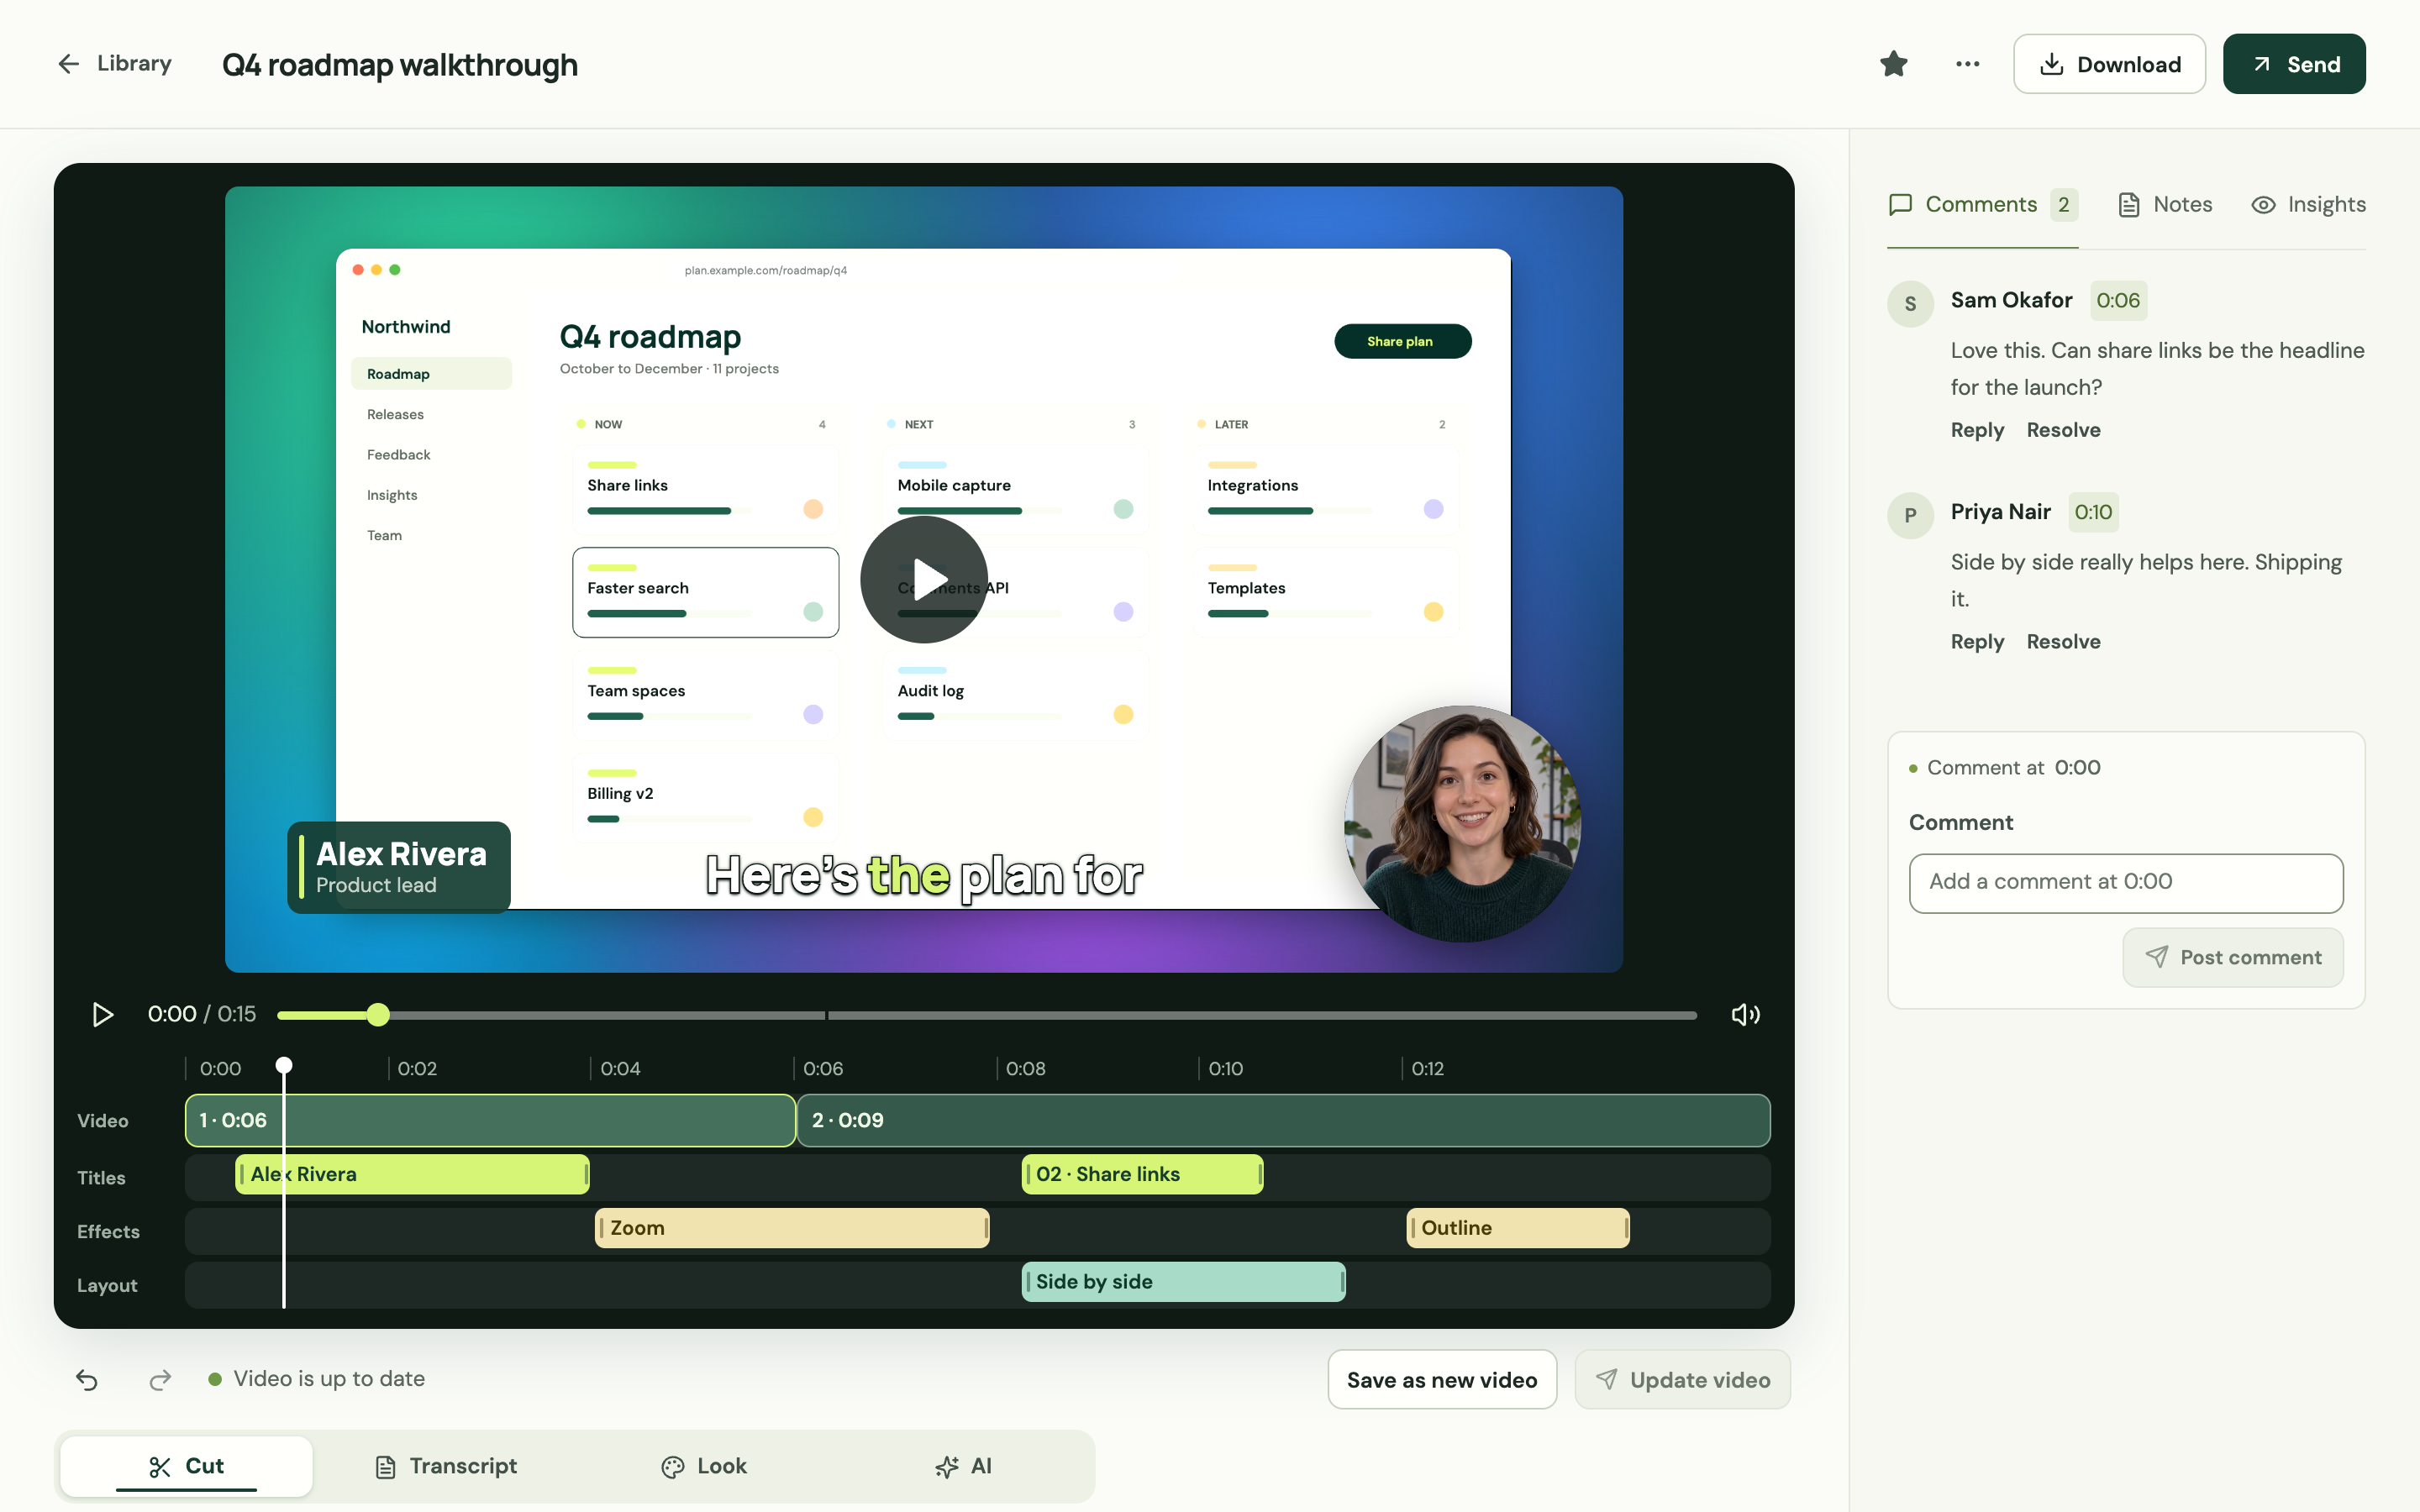 Library
Q4 roadmap walkthrough
Download
Send
plan.example.com/roadmap/q4
Northwind
Roadmap
Releases
Feedback
Insights
Team
Q4 roadmap
October to December · 11 projects
Share plan
NOW 4
Share links
Faster search
Team spaces
Billing v2
NEXT 3
Mobile capture
Comments API
Audit log
LATER 2
Integrations
Templates
Alex Rivera
Product lead
Here's the plan for
0:00 / 0:15
0:00 0:02 0:04 0:06 0:08 0:10 0:12
Video 1 · 0:06 2 · 0:09
Titles Alex Rivera 02 · Share links
Effects Zoom Outline
Layout Side by side
Video is up to date
Save as new video
Update video
Cut
Transcript
Look
AI
Comments 2
Notes
Insights
S
Sam Okafor 0:06
Love this. Can share links be the headline
for the launch?
Reply Resolve
P
Priya Nair 0:10
Side by side really helps here. Shipping
it.
Reply Resolve
Comment at 0:00
Comment
Add a comment at 0:00
Post comment